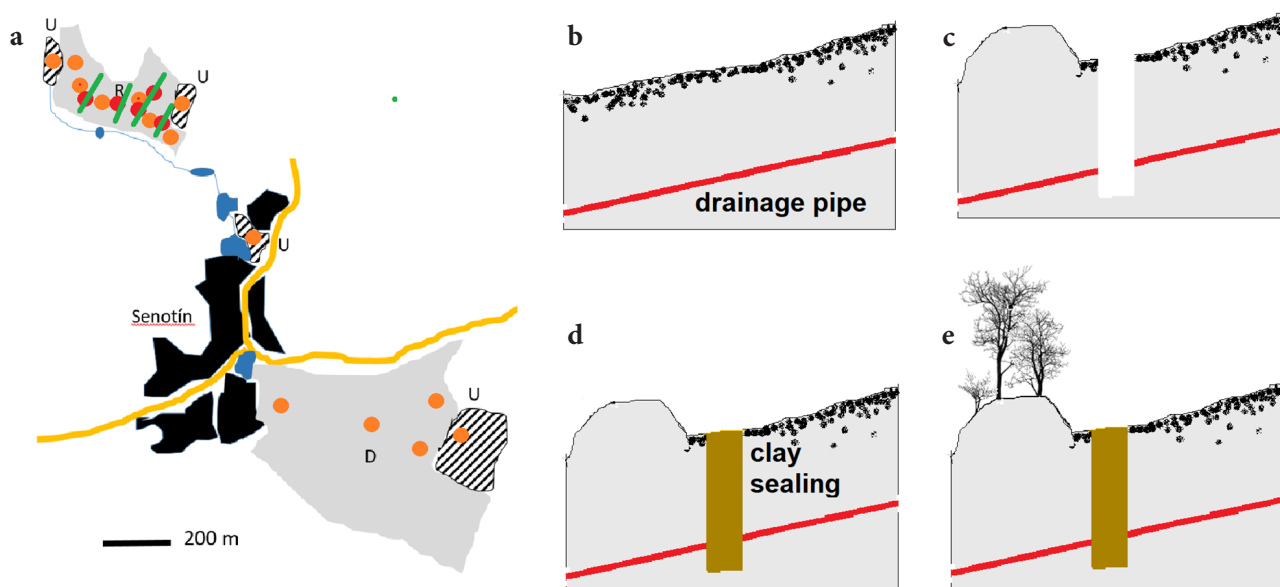 a
U
U
R
U
Senotín
U
D
200 m
b
drainage pipe
c
d
clay
sealing
e